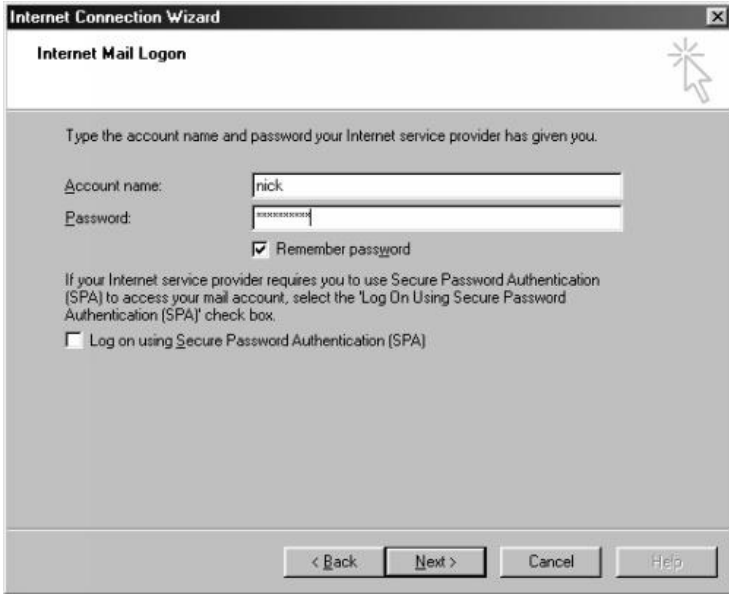 Internet Connection Wizard
Internet Mail Logon
Type the account name and password your Internet service provider has given you.
Account name: nick
Password: **********
Remember password
If your Internet service provider requires you to use Secure Password Authentication
(SPA) to access your mail account, select the 'Log On Using Secure Password
Authentication (SPA)' check box.
Log on using Secure Password Authentication (SPA)
< Back Next > Cancel Help